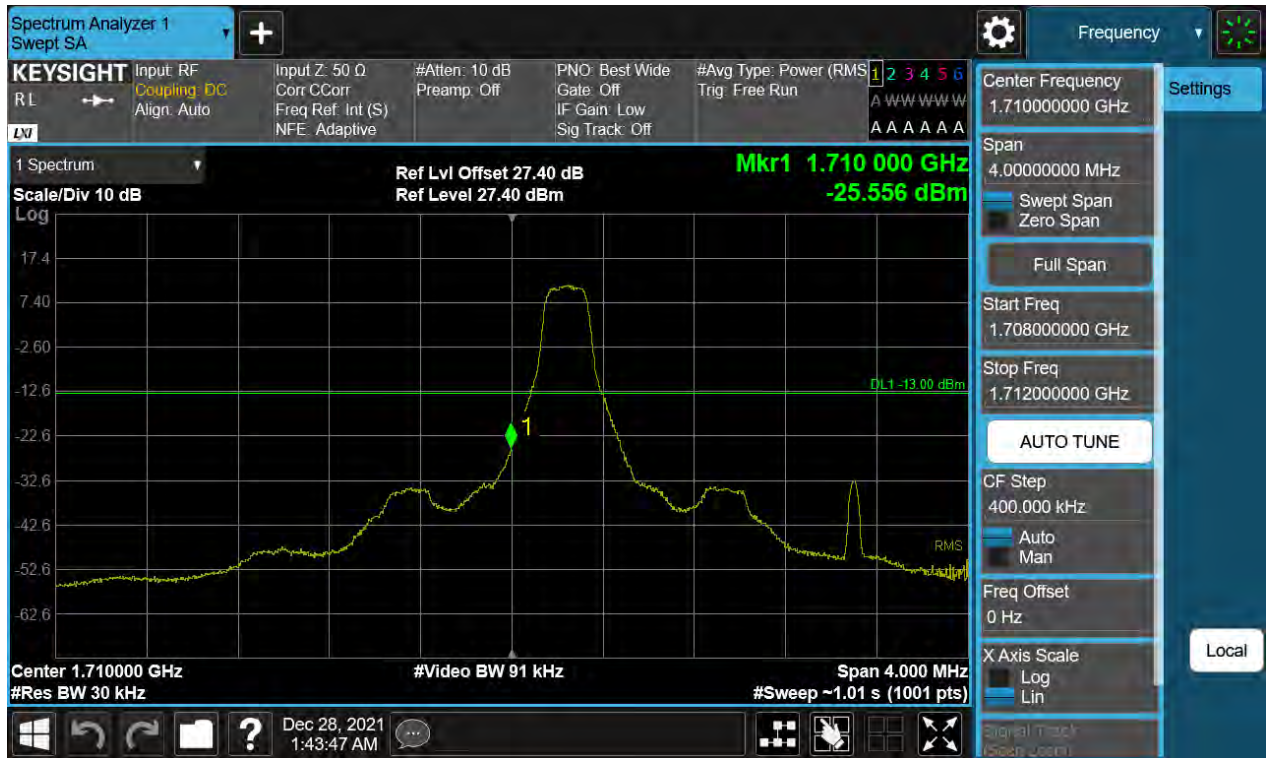 Spectrum Analyzer 1
Swept SA
Frequency
KEYSIGHT
RL
LXI
Input: RF
Coupling: DC
Align: Auto
Input Z: 50 Ω
Corr CCorr
Freq Ref: Int (S)
NFE: Adaptive
#Atten: 10 dB
Preamp: Off
PNO: Best Wide
Gate: Off
IF Gain: Low
Sig Track: Off
#Avg Type: Power (RMS
Trig: Free Run
1 2 3 4 5 6
A W W W W W
A A A A A A
Center Frequency
1.710000000 GHz
Settings
Span
4.00000000 MHz
Swept Span
Zero Span
Full Span
Start Freq
1.708000000 GHz
Stop Freq
1.712000000 GHz
AUTO TUNE
CF Step
400.000 kHz
Auto
Man
Freq Offset
0 Hz
X Axis Scale
Log
Lin
Signal Track
(Span Zoom)
Local
1 Spectrum
Scale/Div 10 dB
Log
Ref Lvl Offset 27.40 dB
Ref Level 27.40 dBm
Mkr1 1.710 000 GHz
-25.556 dBm
17.4
7.40
-2.60
-12.6
-22.6
-32.6
-42.6
-52.6
-62.6
DL1 -13.00 dBm
1
RMS
Center 1.710000 GHz
#Res BW 30 kHz
#Video BW 91 kHz
Span 4.000 MHz
#Sweep ~1.01 s (1001 pts)
?
Dec 28, 2021
1:43:47 AM